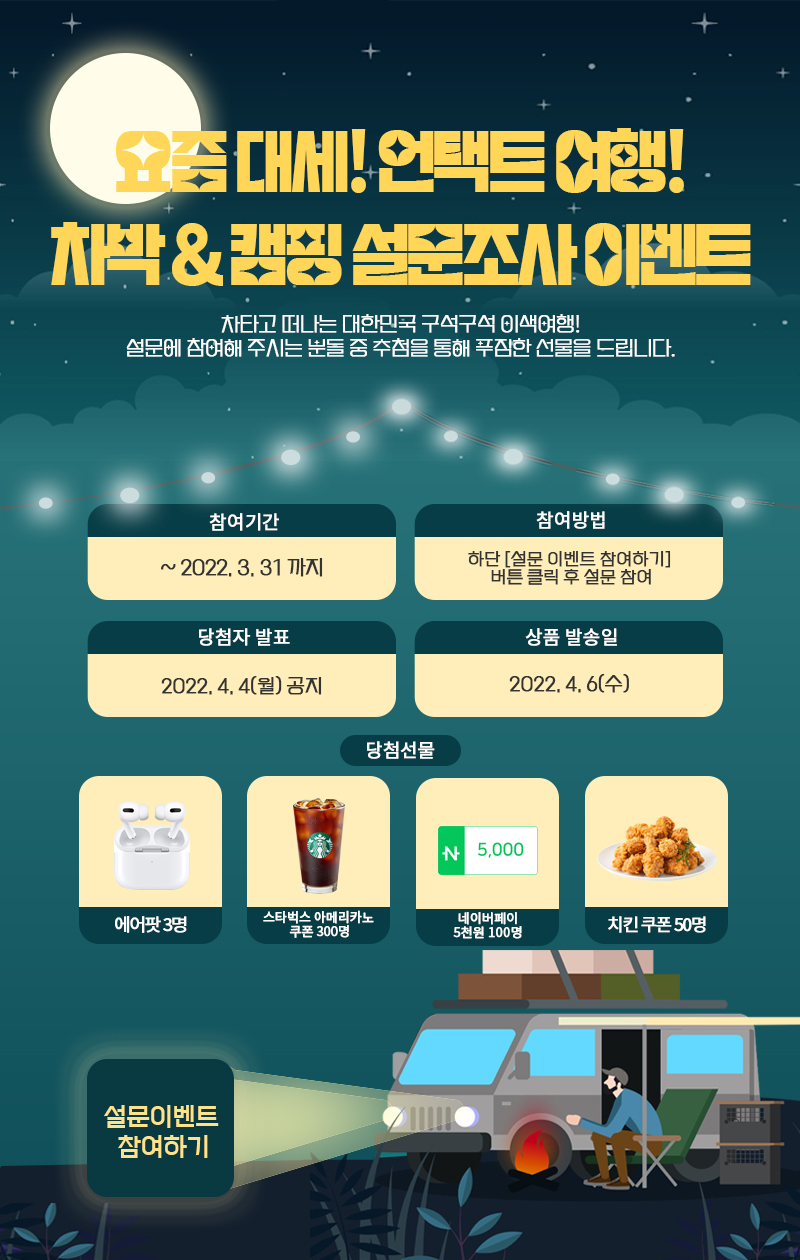 요즘 대세! 언택트 여행!
차박 & 캠핑 설문조사 이벤트
차타고 떠나는 대한민국 구석구석 이색여행!
설문에 참여해 주시는 분들 중 추첨을 통해 푸짐한 선물을 드립니다.
참여기간
~ 2022. 3. 31 까지
참여방법
하단 [설문 이벤트 참여하기]
버튼 클릭 후 설문 참여
당첨자 발표
2022. 4. 4(월) 공지
상품 발송일
2022. 4. 6(수)
당첨선물
에어팟 3명
스타벅스 아메리카노
쿠폰 300명
N 5,000
네이버페이
5천원 100명
치킨 쿠폰 50명
설문이벤트
참여하기